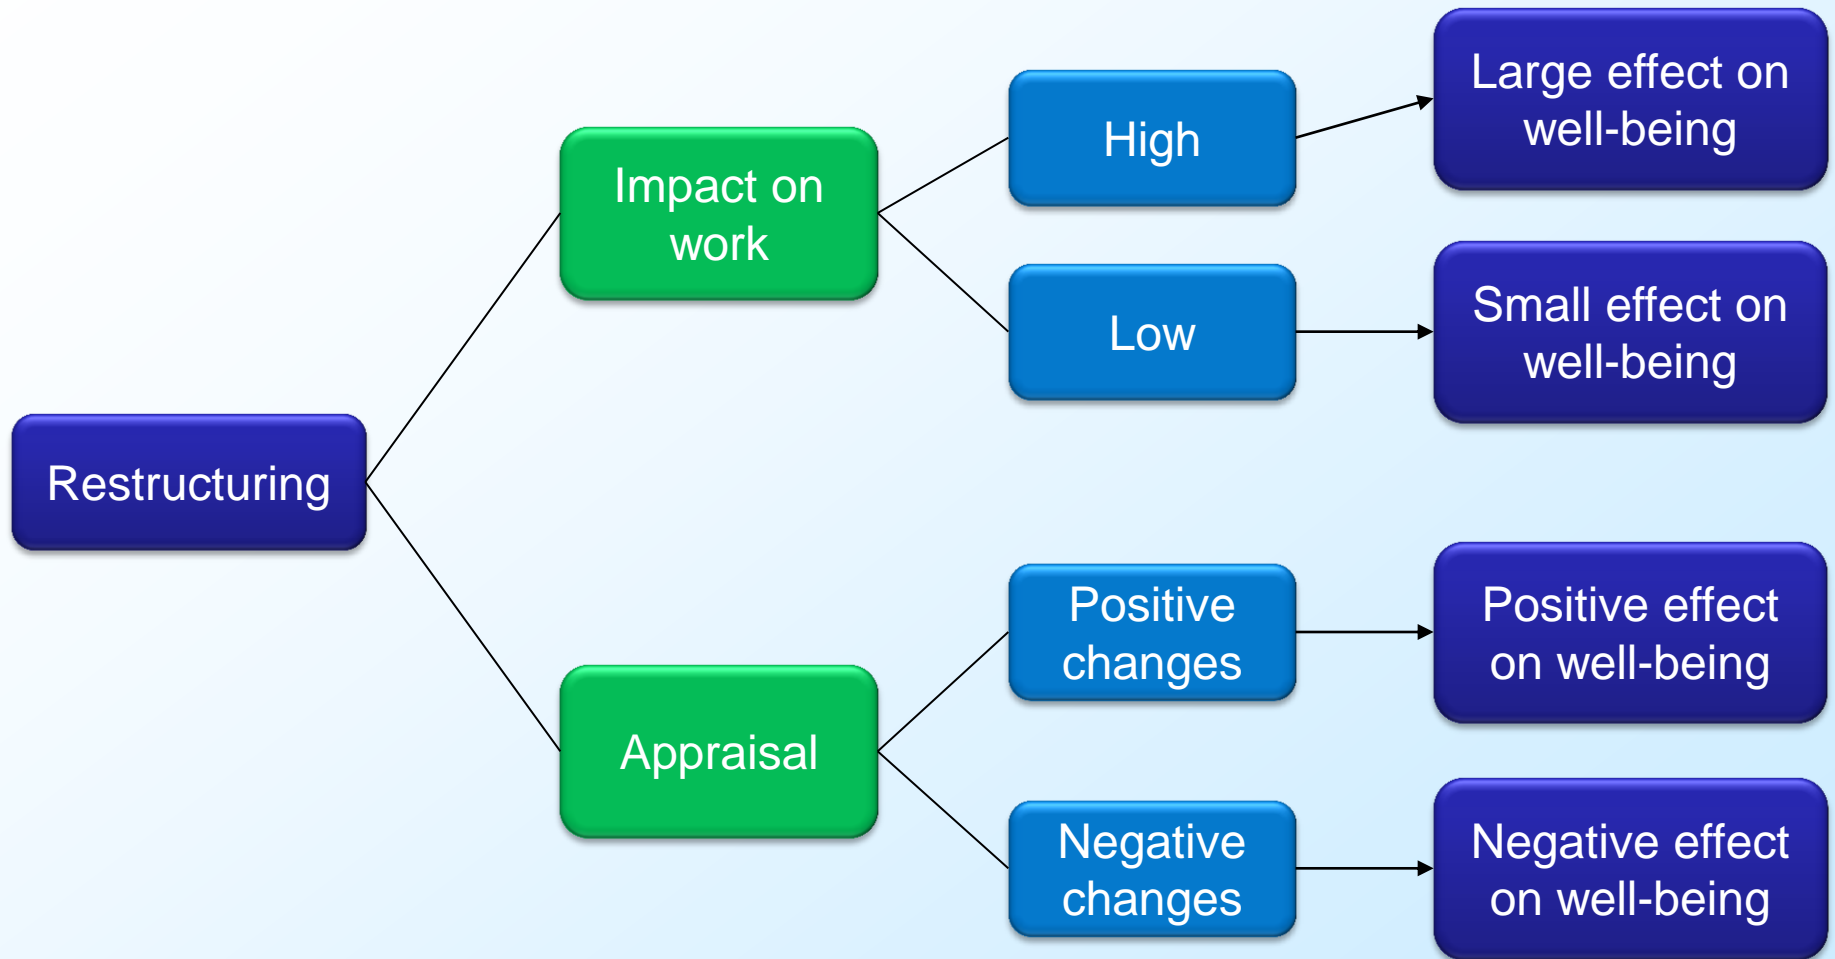 Restructuring
Impact on
work
High
Large effect on
well-being
Low
Small effect on
well-being
Appraisal
Positive
changes
Positive effect
on well-being
Negative
changes
Negative effect
on well-being